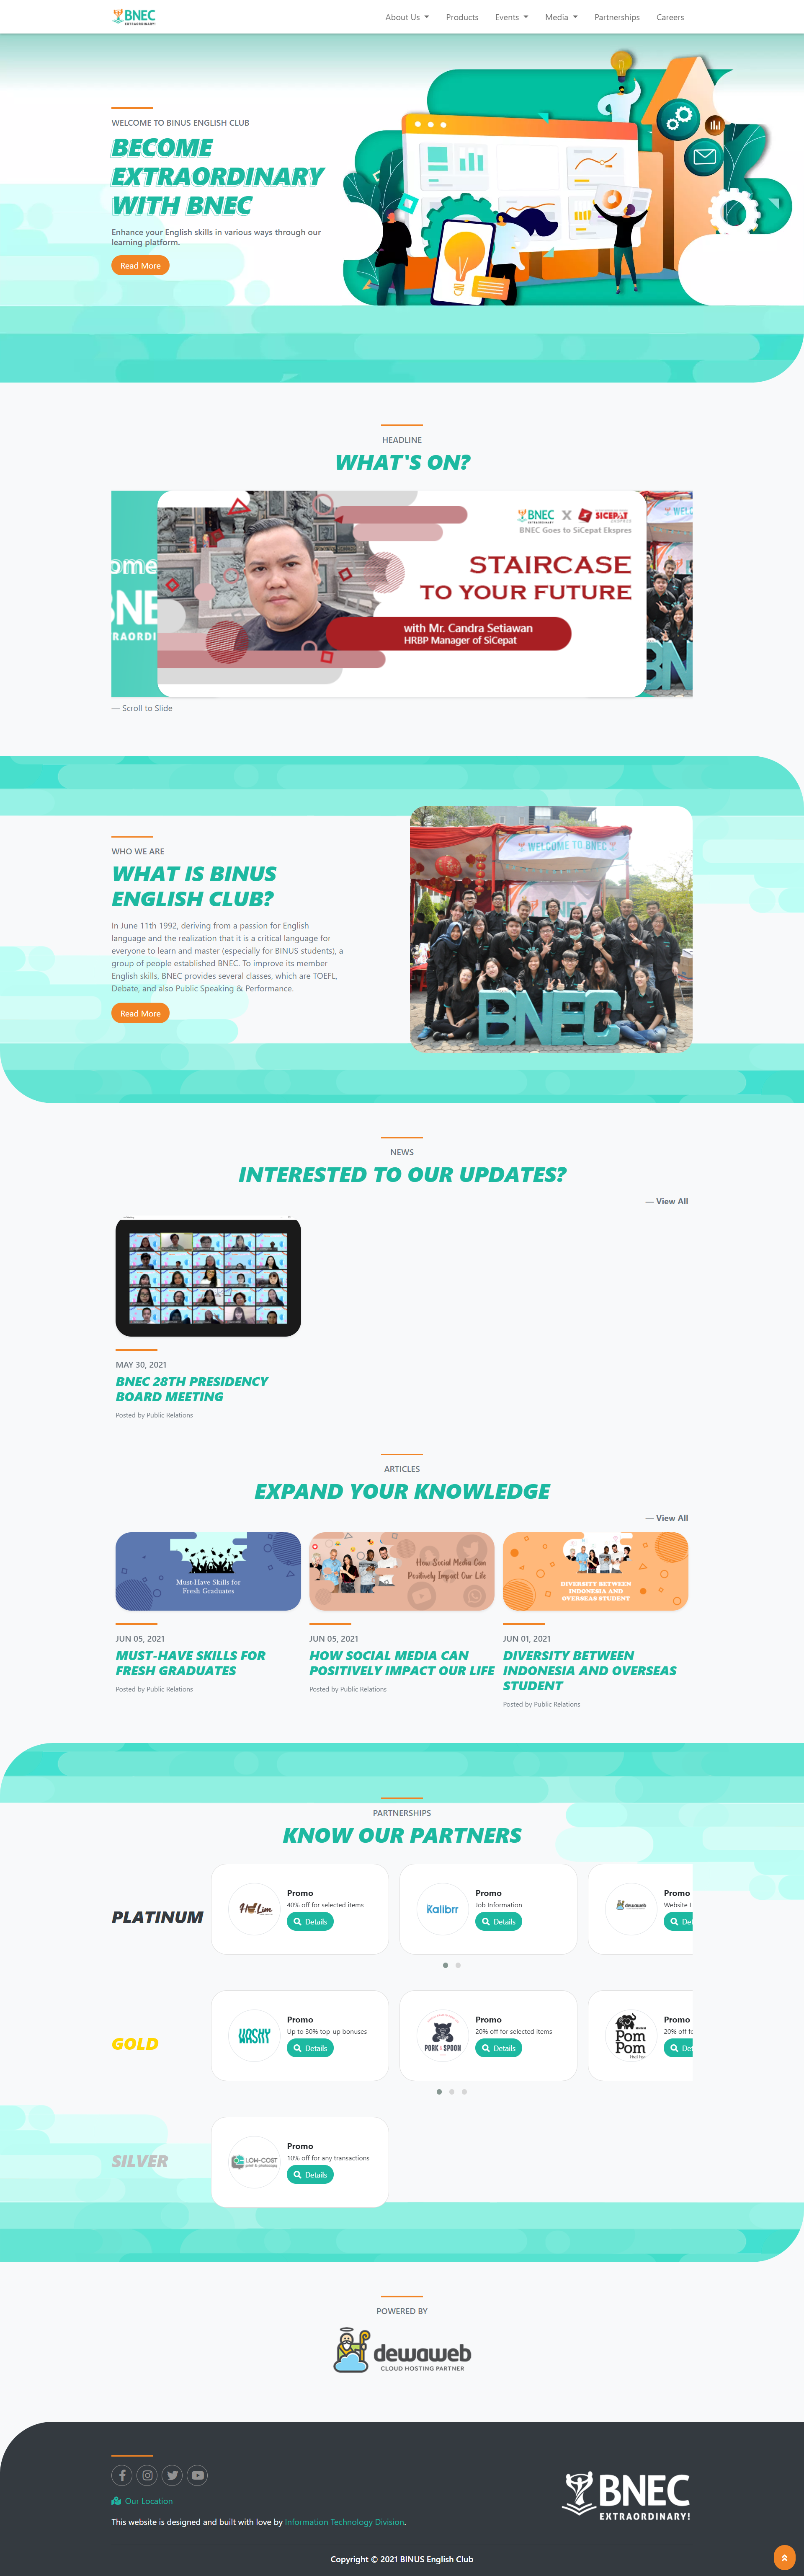 BNEC
EXTRAORDINARY!
About Us
Products
Events
Media
Partnerships
Careers
WELCOME TO BINUS ENGLISH CLUB
BECOME
EXTRAORDINARY
WITH BNEC
Enhance your English skills in various ways through our
learning platform.
Read More
HEADLINE
WHAT'S ON?
BNEC X SICEPAT
BNEC Goes to SiCepat Ekspres
STAIRCASE
TO YOUR FUTURE
with Mr. Candra Setiawan
HRBP Manager of SiCepat
— Scroll to Slide
WHO WE ARE
WHAT IS BINUS
ENGLISH CLUB?
In June 11th 1992, deriving from a passion for English
language and the realization that it is a critical language for
everyone to learn and master (especially for BINUS students), a
group of people established BNEC. To improve its member
English skills, BNEC provides several classes, which are TOEFL,
Debate, and also Public Speaking & Performance.
Read More
WELCOME TO BNEC
BNEC
NEWS
INTERESTED TO OUR UPDATES?
— View All
MAY 30, 2021
BNEC 28TH PRESIDENCY
BOARD MEETING
Posted by Public Relations
ARTICLES
EXPAND YOUR KNOWLEDGE
— View All
Must-Have Skills for
Fresh Graduates
How Social Media Can
Positively Impact Our Life
DIVERSITY BETWEEN
INDONESIA AND
OVERSEAS STUDENT
JUN 05, 2021
MUST-HAVE SKILLS FOR
FRESH GRADUATES
Posted by Public Relations
JUN 05, 2021
HOW SOCIAL MEDIA CAN
POSITIVELY IMPACT OUR LIFE
Posted by Public Relations
JUN 01, 2021
DIVERSITY BETWEEN
INDONESIA AND OVERSEAS
STUDENT
Posted by Public Relations
PARTNERSHIPS
KNOW OUR PARTNERS
PLATINUM
Promo
40% off for selected items
Details
Kalibrr
Promo
Job Information
Details
dewaweb
Promo
Website H
Det
GOLD
WASHY
Promo
Up to 30% top-up bonuses
Details
PORK & SPOON
Promo
20% off for selected items
Details
Pom
Pom
Promo
20% off fo
Det
SILVER
LOW-COST
Promo
10% off for any transactions
Details
POWERED BY
dewaweb
CLOUD HOSTING PARTNER
Our Location
This website is designed and built with love by Information Technology Division.
BNEC
EXTRAORDINARY!
Copyright © 2021 BINUS English Club